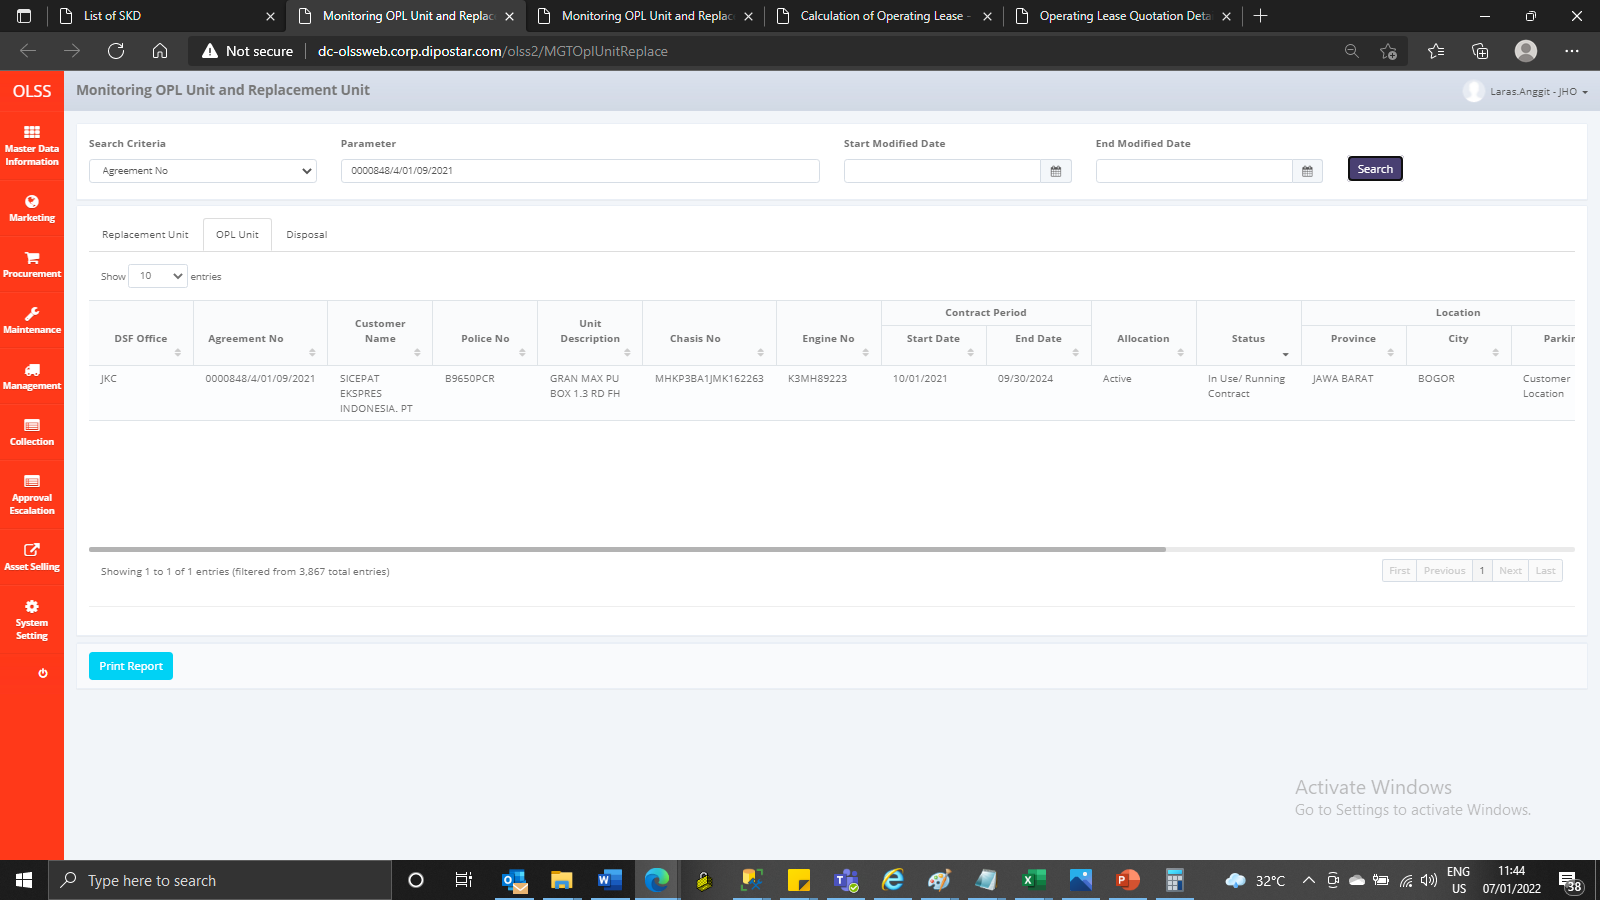 List of SKD
Monitoring OPL Unit and Replac
Monitoring OPL Unit and Replac
Calculation of Operating Lease -
Operating Lease Quotation Deta
Not secure
dc-olssweb.corp.dipostar.com/olss2/MGTOplUnitReplace
OLSS
Monitoring OPL Unit and Replacement Unit
Laras.Anggit - JHO
Master Data
Information
Marketing
Procurement
Maintenance
Management
Collection
Approval
Escalation
Asset Selling
System
Setting
Search Criteria
Parameter
Start Modified Date
End Modified Date
Agreement No
0000848/4/01/09/2021
Search
Replacement Unit
OPL Unit
Disposal
Show 10 entries
Contract Period
Location
DSF Office
Agreement No
Customer
Name
Police No
Unit
Description
Chasis No
Engine No
Start Date
End Date
Allocation
Status
Province
City
Parkir
JKC
0000848/4/01/09/2021
SICEPAT
EKSPRES
INDONESIA. PT
B9650PCR
GRAN MAX PU
BOX 1.3 RD FH
MHKP3BA1JMK162263
K3MH89223
10/01/2021
09/30/2024
Active
In Use/ Running
Contract
JAWA BARAT
BOGOR
Customer
Location
Showing 1 to 1 of 1 entries (filtered from 3,867 total entries)
First
Previous
1
Next
Last
Print Report
Activate Windows
Go to Settings to activate Windows.
Type here to search
32°C
ENG
US
11:44
07/01/2022
38